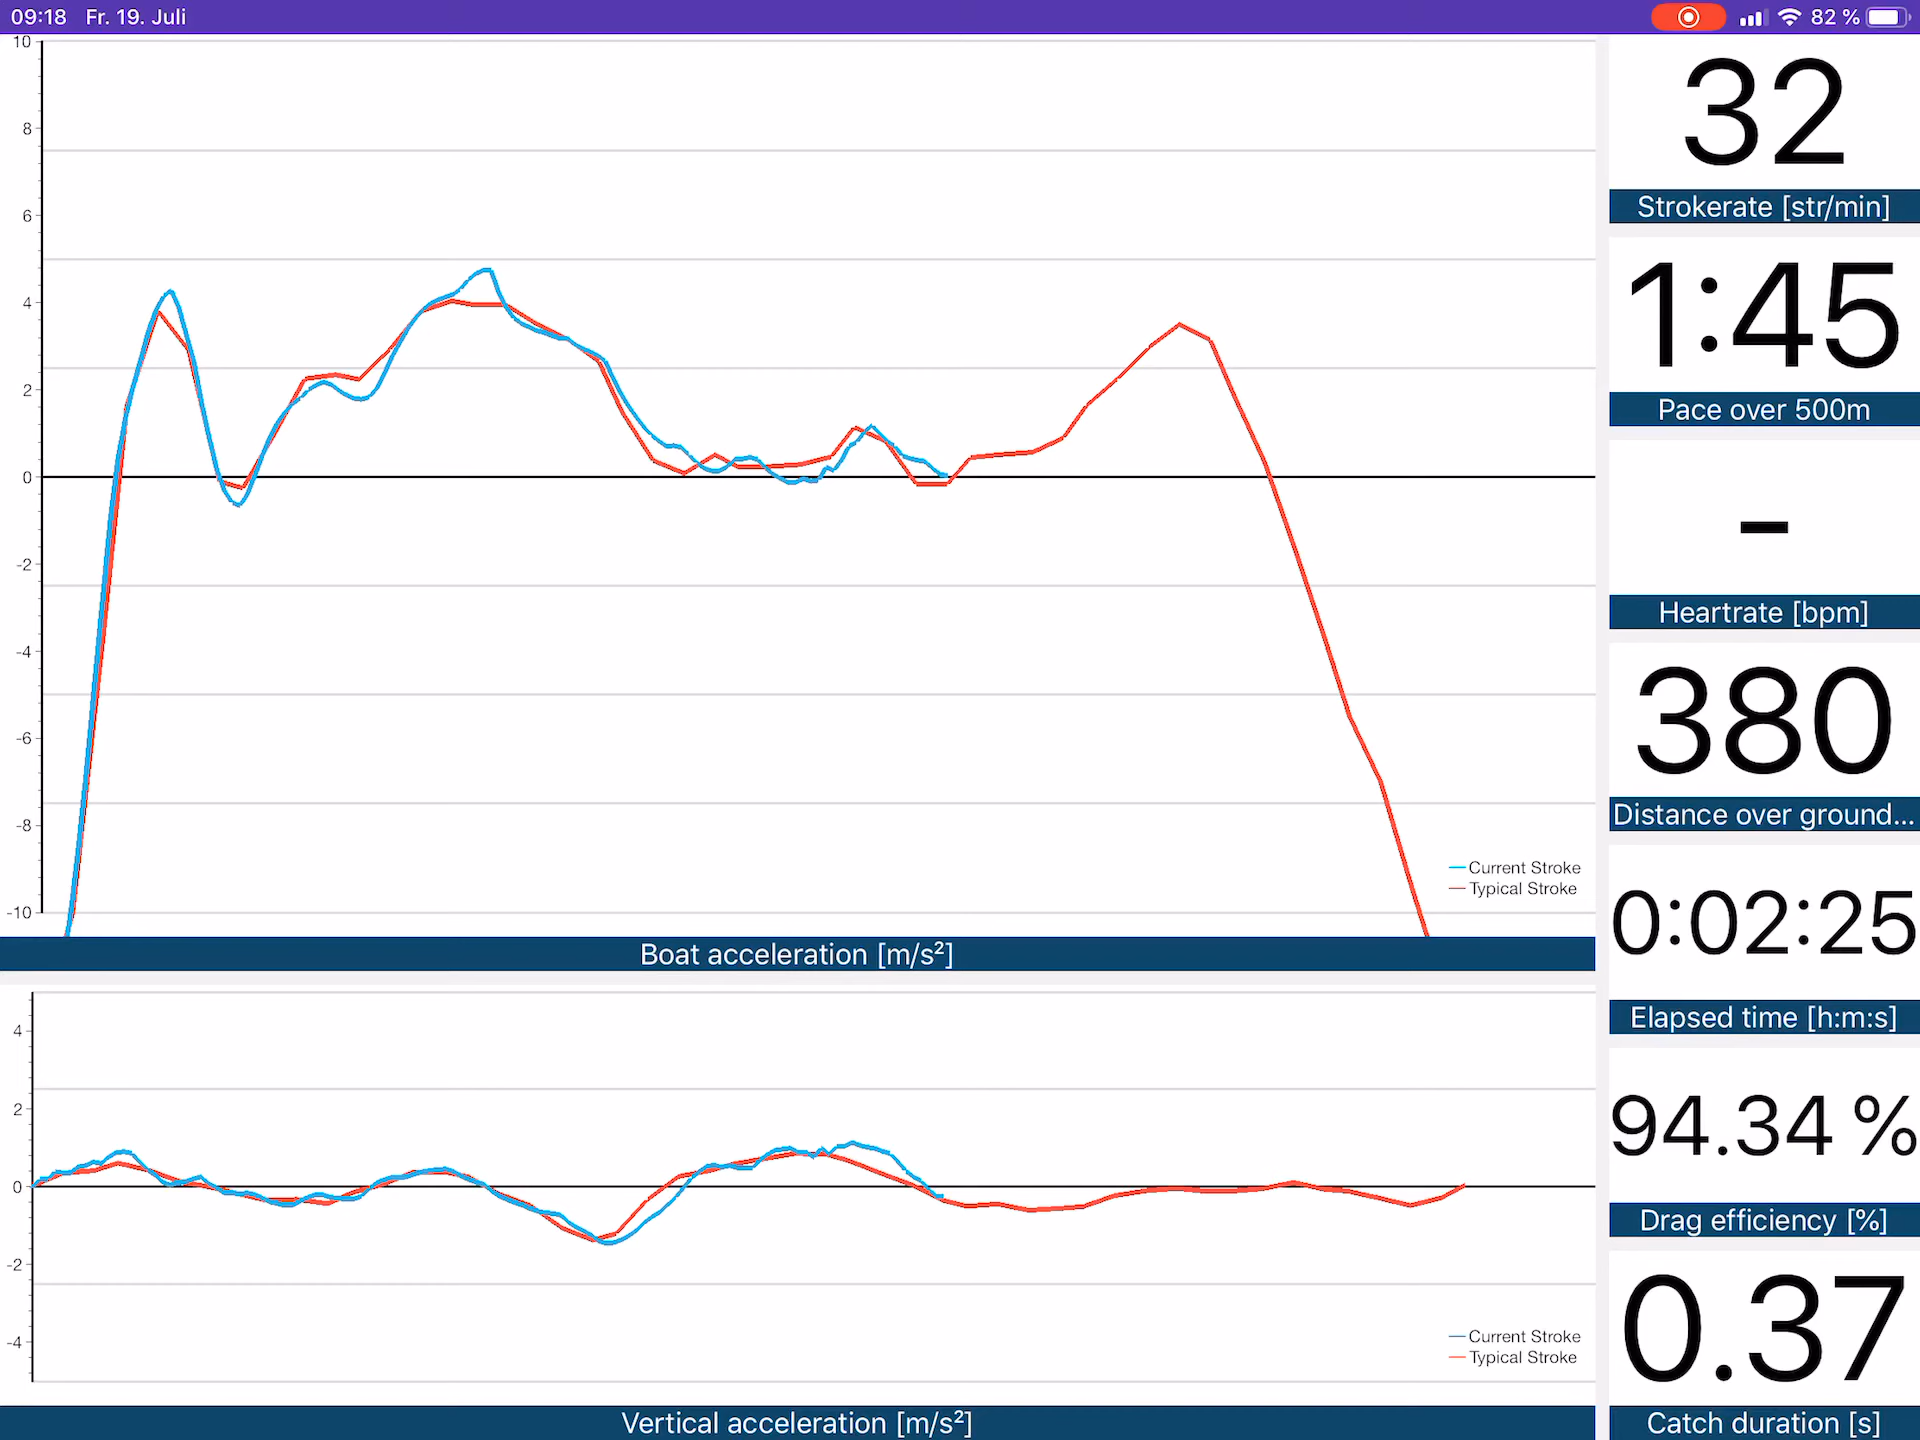 09:18 Fr. 19. Juli 82 %
10
8
6
4
2
0
-2
-4
-6
-8
-10
Current Stroke
Typical Stroke
Boat acceleration [m/s²]
4
2
0
-2
-4
Current Stroke
Typical Stroke
Vertical acceleration [m/s²]
32
Strokerate [str/min]
1:45
Pace over 500m
-
Heartrate [bpm]
380
Distance over ground...
0:02:25
Elapsed time [h:m:s]
94.34 %
Drag efficiency [%]
0.37
Catch duration [s]